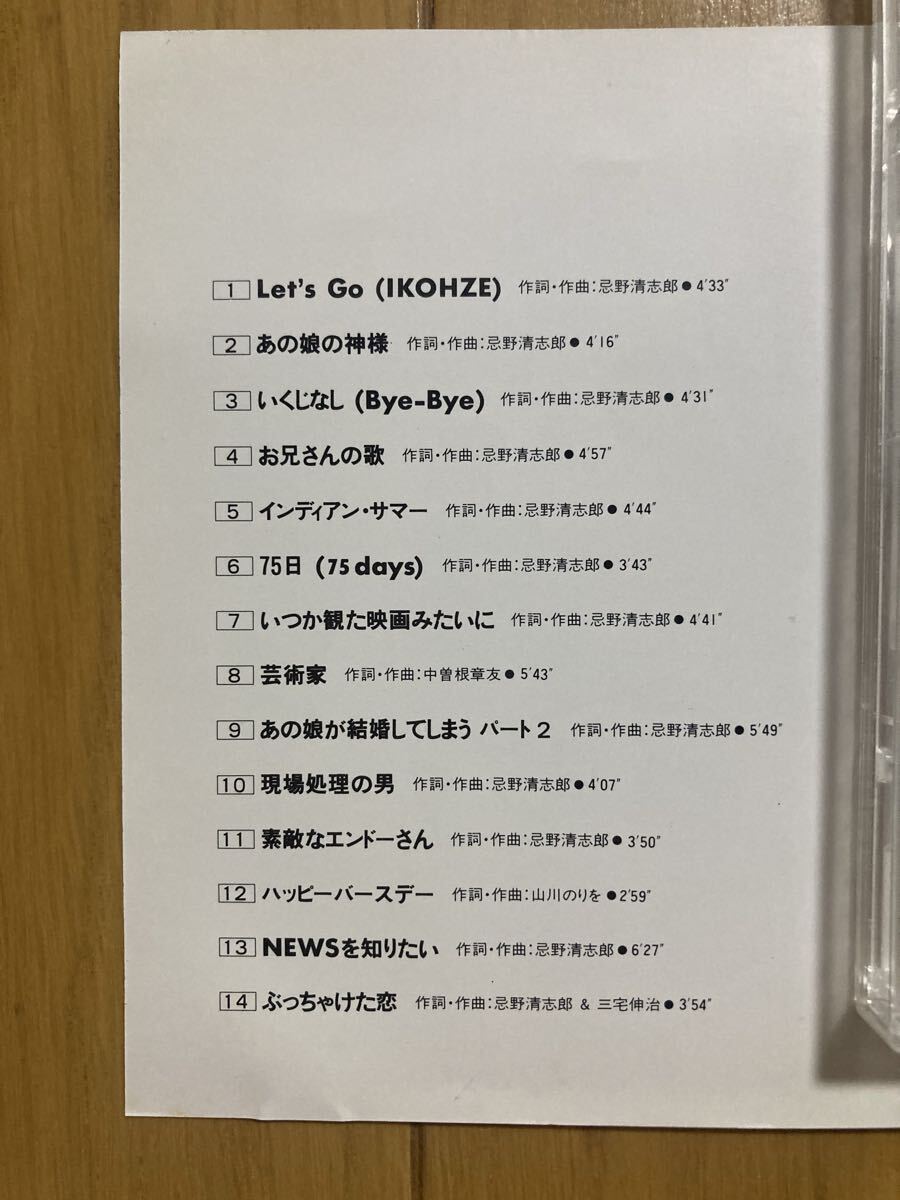 1 Let's Go (IKOHZE) 作詞・作曲：忌野清志郎●4'33"
2 あの娘の神様 作詞・作曲：忌野清志郎●4'16"
3 いくじなし (Bye-Bye) 作詞・作曲：忌野清志郎●4'31"
4 お兄さんの歌 作詞・作曲：忌野清志郎●4'57"
5 インディアン・サマー 作詞・作曲：忌野清志郎●4'44"
6 75日 (75 days) 作詞・作曲：忌野清志郎●3'43"
7 いつか観た映画みたいに 作詞・作曲：忌野清志郎●4'41"
8 芸術家 作詞・作曲：中曽根章友●5'43"
9 あの娘が結婚してしまう パート2 作詞・作曲：忌野清志郎●5'49"
10 現場処理の男 作詞・作曲：忌野清志郎●4'07"
11 素敵なエンドーさん 作詞・作曲：忌野清志郎●3'50"
12 ハッピーバースデー 作詞・作曲：山川のりを●2'59"
13 NEWSを知りたい 作詞・作曲：忌野清志郎●6'27"
14 ぶっちゃけた恋 作詞・作曲：忌野清志郎 & 三宅伸治●3'54"